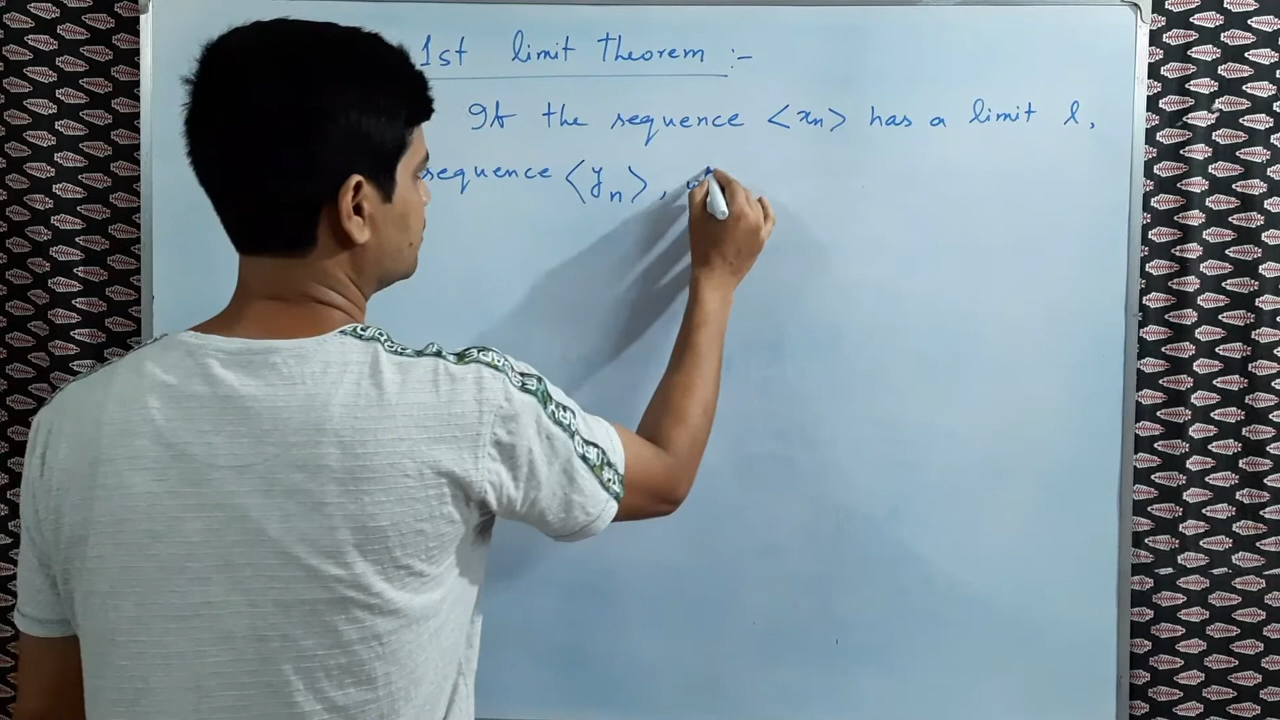 1st limit Theorem :-
If the sequence <xn> has a limit l,
sequence <yn>,